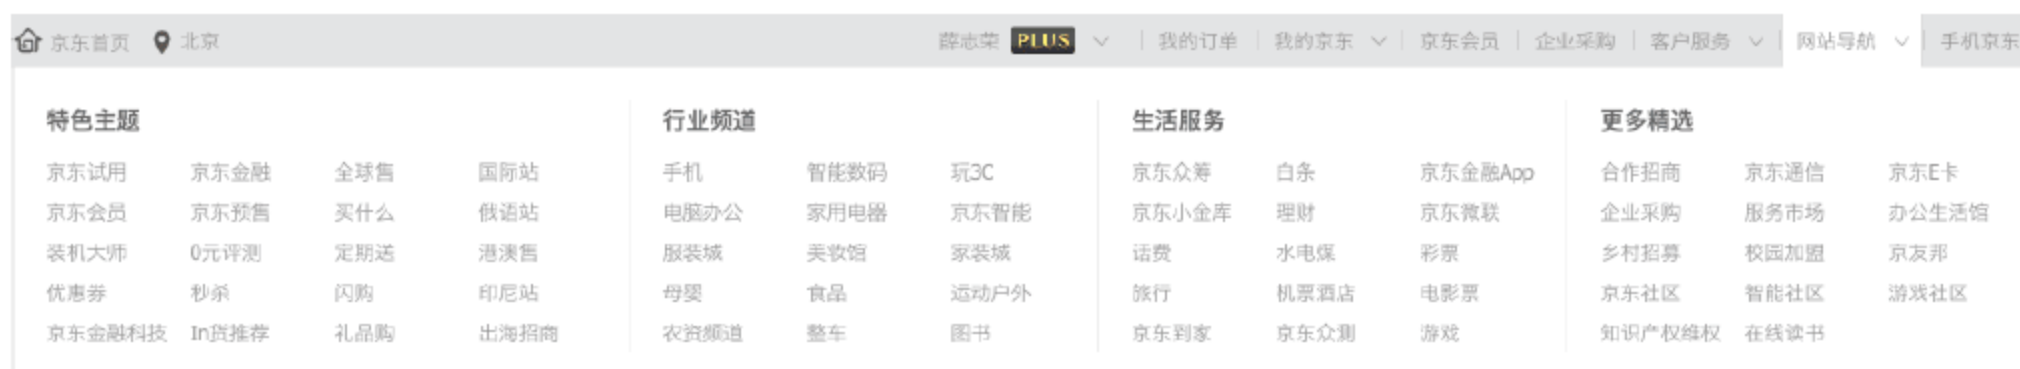 京东首页 北京 薛志荣 PLUS 我的订单 我的京东 京东会员 企业采购 客户服务 网站导航 手机京东
特色主题 行业频道 生活服务 更多精选
京东试用 京东金融 全球售 国际站 手机 智能数码 玩3C 京东众筹 白条 京东金融App 合作招商 京东通信 京东E卡
京东会员 京东预售 买什么 俄语站 电脑办公 家用电器 京东智能 京东小金库 理财 京东微联 企业采购 服务市场 办公生活馆
装机大师 0元评测 定期送 港澳售 服装城 美妆馆 家装城 话费 水电煤 彩票 乡村招募 校园加盟 京友邦
优惠券 秒杀 闪购 印尼站 母婴 食品 运动户外 旅行 机票酒店 电影票 京东社区 智能社区 游戏社区
京东金融科技 In货推荐 礼品购 出海招商 农资频道 整车 图书 京东到家 京东众测 游戏 知识产权维权 在线读书